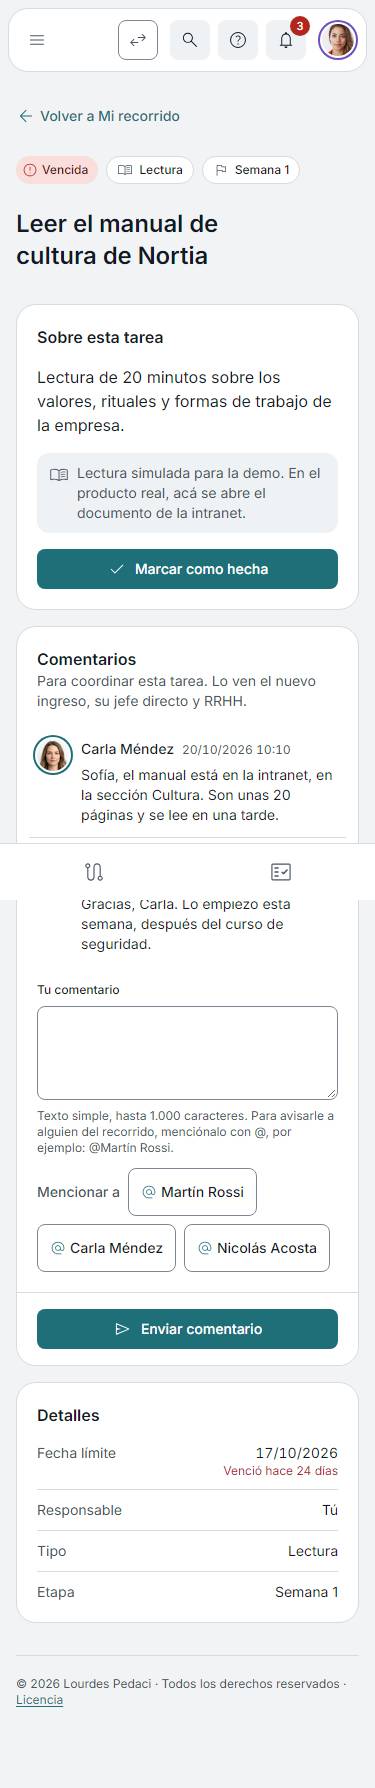 3
Volver a Mi recorrido
Vencida
Lectura
Semana 1
Leer el manual de
cultura de Nortia
Sobre esta tarea
Lectura de 20 minutos sobre los
valores, rituales y formas de trabajo de
la empresa.
Lectura simulada para la demo. En el
producto real, acá se abre el
documento de la intranet.
Marcar como hecha
Comentarios
Para coordinar esta tarea. Lo ven el nuevo
ingreso, su jefe directo y RRHH.
Carla Méndez 20/10/2026 10:10
Sofía, el manual está en la intranet, en
la sección Cultura. Son unas 20
páginas y se lee en una tarde.
Gracias, Carla. Lo empiezo esta
semana, después del curso de
seguridad.
Tu comentario
Texto simple, hasta 1.000 caracteres. Para avisarle a
alguien del recorrido, menciónalo con @, por
ejemplo: @Martín Rossi.
Mencionar a @ Martín Rossi
@ Carla Méndez @ Nicolás Acosta
Enviar comentario
Detalles
Fecha límite 17/10/2026
Venció hace 24 días
Responsable Tú
Tipo Lectura
Etapa Semana 1
© 2026 Lourdes Pedaci · Todos los derechos reservados ·
Licencia